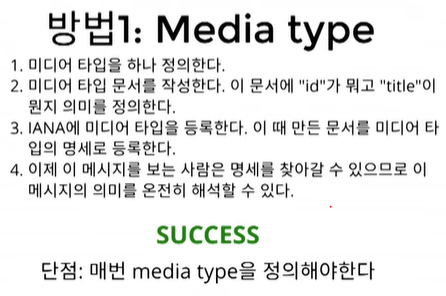 방법1: Media type
1. 미디어 타입을 하나 정의한다.
2. 미디어 타입 문서를 작성한다. 이 문서에 "id"가 뭐고 "title"이
뭔지 의미를 정의한다.
3. IANA에 미디어 타입을 등록한다. 이 때 만든 문서를 미디어 타
입의 명세로 등록한다.
4. 이제 이 메시지를 보는 사람은 명세를 찾아갈 수 있으므로 이
메시지의 의미를 온전히 해석할 수 있다.
SUCCESS
단점: 매번 media type을 정의해야한다